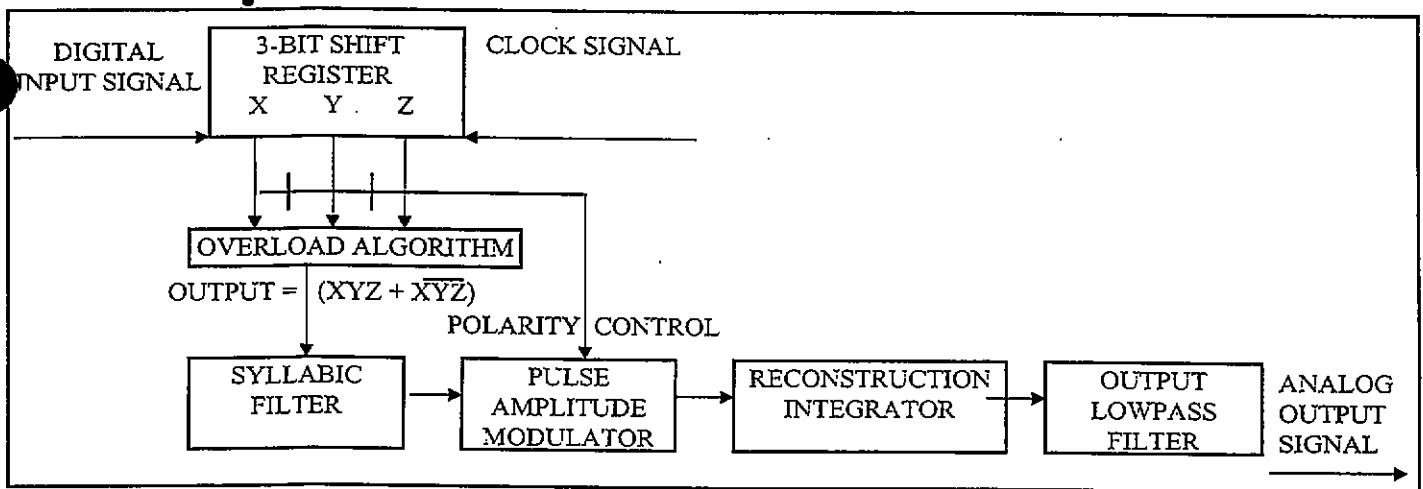 DIGITAL
INPUT SIGNAL
3-BIT SHIFT
REGISTER
X Y Z
CLOCK SIGNAL
OVERLOAD ALGORITHM
OUTPUT = (XYZ + X̅Y̅Z̅)
POLARITY CONTROL
SYLLABIC
FILTER
PULSE
AMPLITUDE
MODULATOR
RECONSTRUCTION
INTEGRATOR
OUTPUT
LOWPASS
FILTER
ANALOG
OUTPUT
SIGNAL